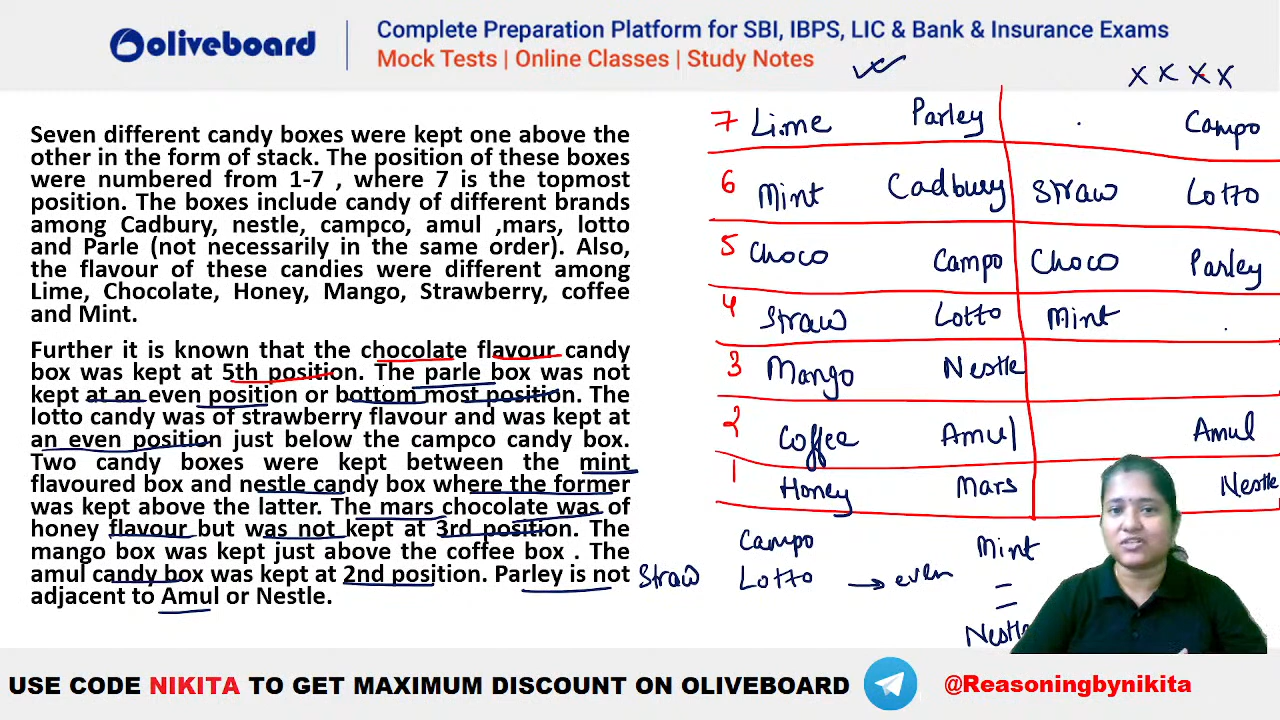 oliveboard
Complete Preparation Platform for SBI, IBPS, LIC & Bank & Insurance Exams
Mock Tests | Online Classes | Study Notes
Seven different candy boxes were kept one above the
other in the form of stack. The position of these boxes
were numbered from 1-7 , where 7 is the topmost
position. The boxes include candy of different brands
among Cadbury, nestle, campco, amul ,mars, lotto
and Parle (not necessarily in the same order). Also,
the flavour of these candies were different among
Lime, Chocolate, Honey, Mango, Strawberry, coffee
and Mint.
Further it is known that the chocolate flavour candy
box was kept at 5th position. The parle box was not
kept at an even position or bottom most position. The
lotto candy was of strawberry flavour and was kept at
an even position just below the campco candy box.
Two candy boxes were kept between the mint
flavoured box and nestle candy box where the former
was kept above the latter. The mars chocolate was of
honey flavour but was not kept at 3rd position. The
mango box was kept just above the coffee box . The
amul candy box was kept at 2nd position. Parley is not
adjacent to Amul or Nestle.
x x x x
7 Lime Parley Campo
6 Mint Cadbury Straw Lotto
5 Choco Campo Choco Parley
4 Straw Lotto Mint
3 Mango Nestle
2 Coffee Amul Amul
1 Honey Mars Nestle
Campo
Straw Lotto → even
Mint
Nestle
USE CODE NIKITA TO GET MAXIMUM DISCOUNT ON OLIVEBOARD
@Reasoningbynikita